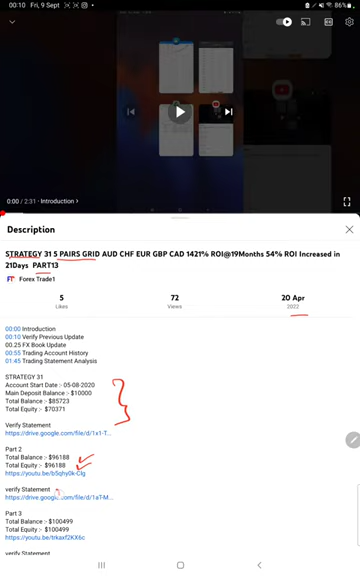 00:10 Fri, 9 Sept
86%
0:00 / 2:31 • Introduction ›
Description
STRATEGY 31 5 PAIRS GRID AUD CHF EUR GBP CAD 1421% ROI@19Months 54% ROI Increased in
21Days PART13
Forex Trade1
5
Likes
72
Views
20 Apr
2022
00:00 Introduction
00:10 Verify Previous Update
00.25 FX Book Update
00:55 Trading Account History
01:45 Trading Statement Analysis
STRATEGY 31
Account Start Date :- 05-08-2020
Main Deposit Balance :- $10000
Total Balance :- $85723
Total Equity :- $70371
Verify Statement
https://drive.google.com/file/d/1x1-T...
Part 2
Total Balance :- $96188
Total Equity :- $96188
https://youtu.be/bSqhy0k-CIg
verify Statement
https://drive.google.com/file/d/1aT-M...
Part 3
Total Balance :- $100499
Total Equity :- $100499
https://youtu.be/trkaxf2KX6c
verify Statement